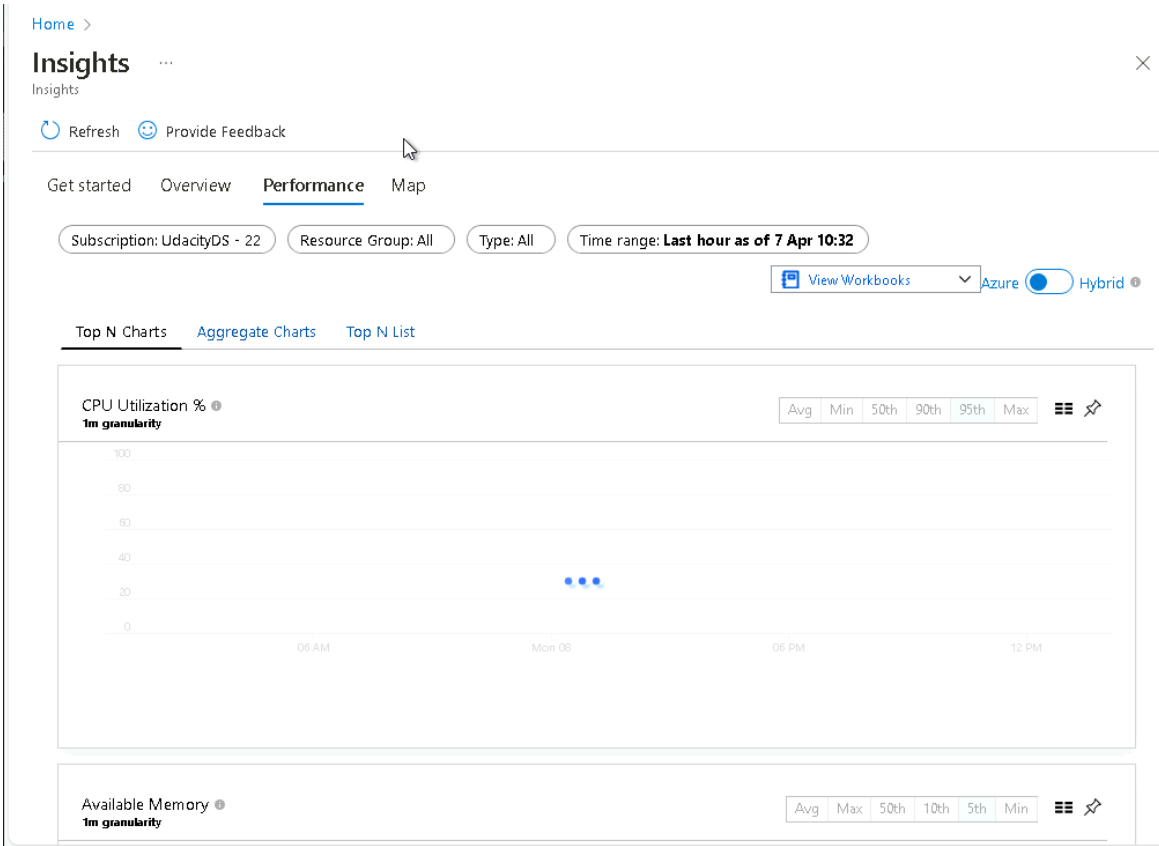 Home >
Insights ...
Insights
Refresh Provide Feedback
Get started Overview Performance Map
Subscription: UdacityDS - 22 Resource Group: All Type: All Time range: Last hour as of 7 Apr 10:32
View Workbooks Azure Hybrid
Top N Charts Aggregate Charts Top N List
CPU Utilization %
1m granularity
Avg Min 50th 90th 95th Max
100
80
60
40
20
0
06 AM Mon 08 06 PM 12 PM
Available Memory
1m granularity
Avg Max 50th 10th 5th Min